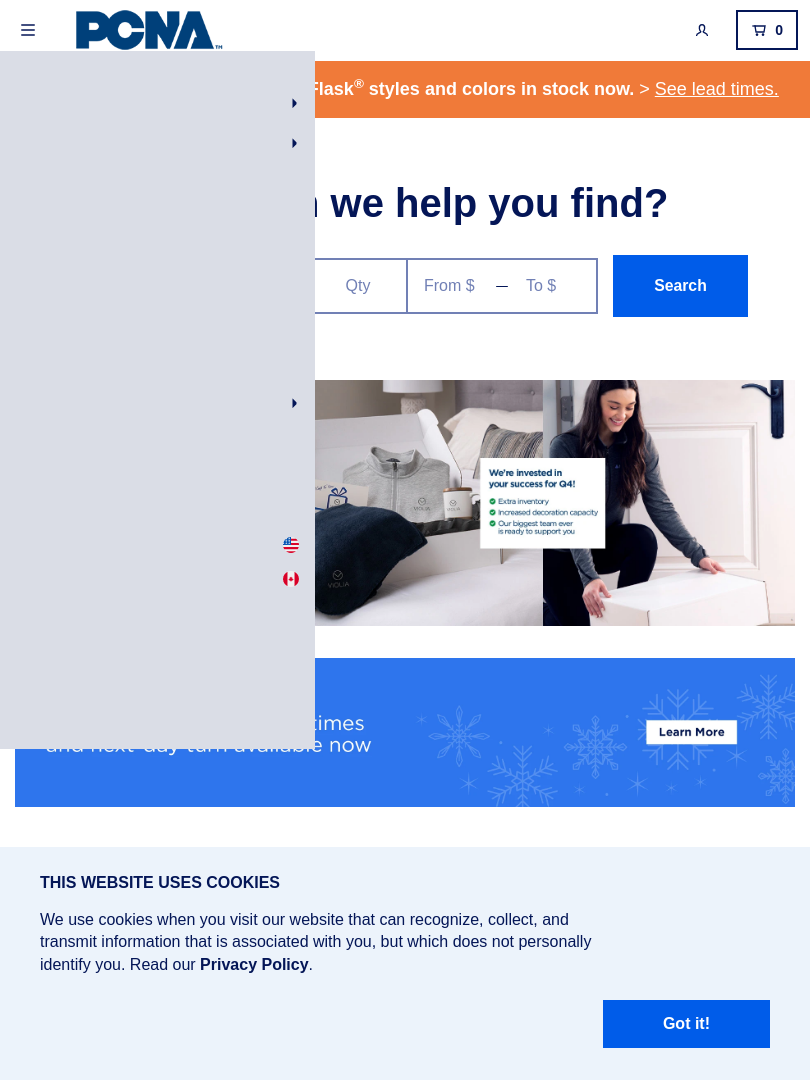 PCNA™
0
Flask® styles and colors in stock now. > See lead times.
we help you find?
Qty
From $ — To $
Search
We're invested in
your success for Q4!
Extra inventory
Increased decoration capacity
Our biggest team ever
is ready to support you
VIOLIA
times
and next-day turn available now
Learn More
THIS WEBSITE USES COOKIES
We use cookies when you visit our website that can recognize, collect, and
transmit information that is associated with you, but which does not personally
identify you. Read our Privacy Policy.
Got it!